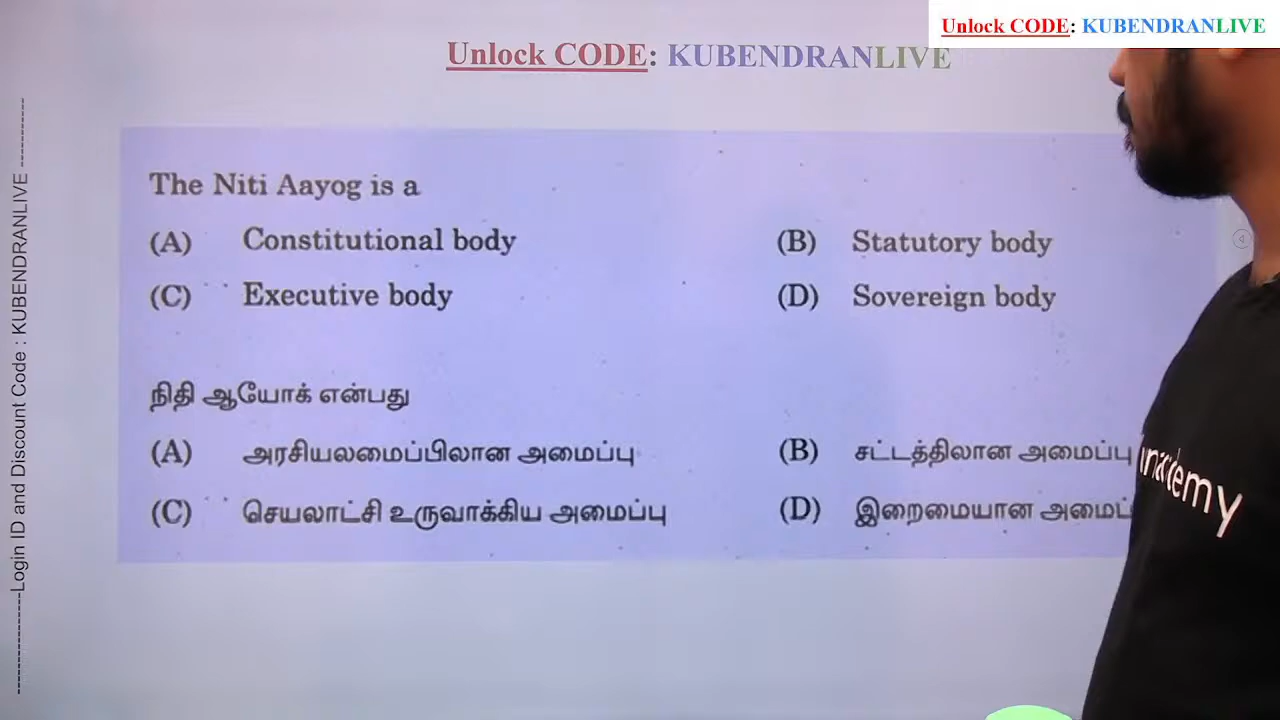 Unlock CODE: KUBENDRANLIVE
Unlock CODE: KUBENDRANLIVE
---------------Login ID and Discount Code : KUBENDRANLIVE ----------
The Niti Aayog is a
(A) Constitutional body (B) Statutory body
(C) Executive body (D) Sovereign body
நிதி ஆயோக் என்பது
(A) அரசியலமைப்பிலான அமைப்பு (B) சட்டத்திலான அமைப்பு
(C) செயலாட்சி உருவாக்கிய அமைப்பு (D) இறைமையான